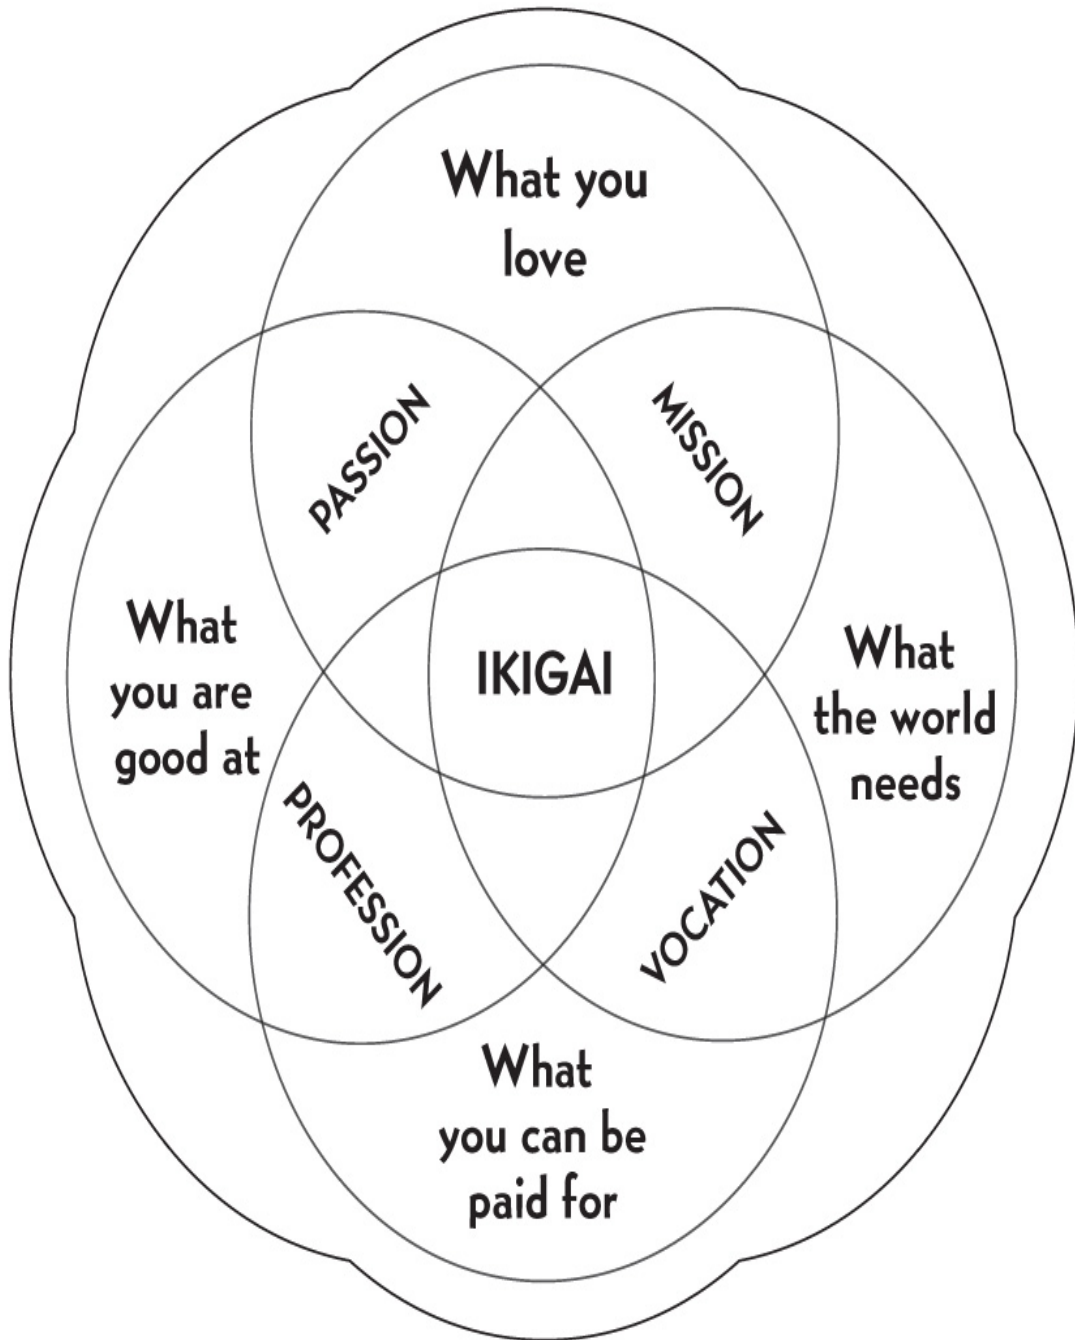 What you
love
PASSION
MISSION
What
you are
good at
IKIGAI
What
the world
needs
PROFESSION
VOCATION
What
you can be
paid for